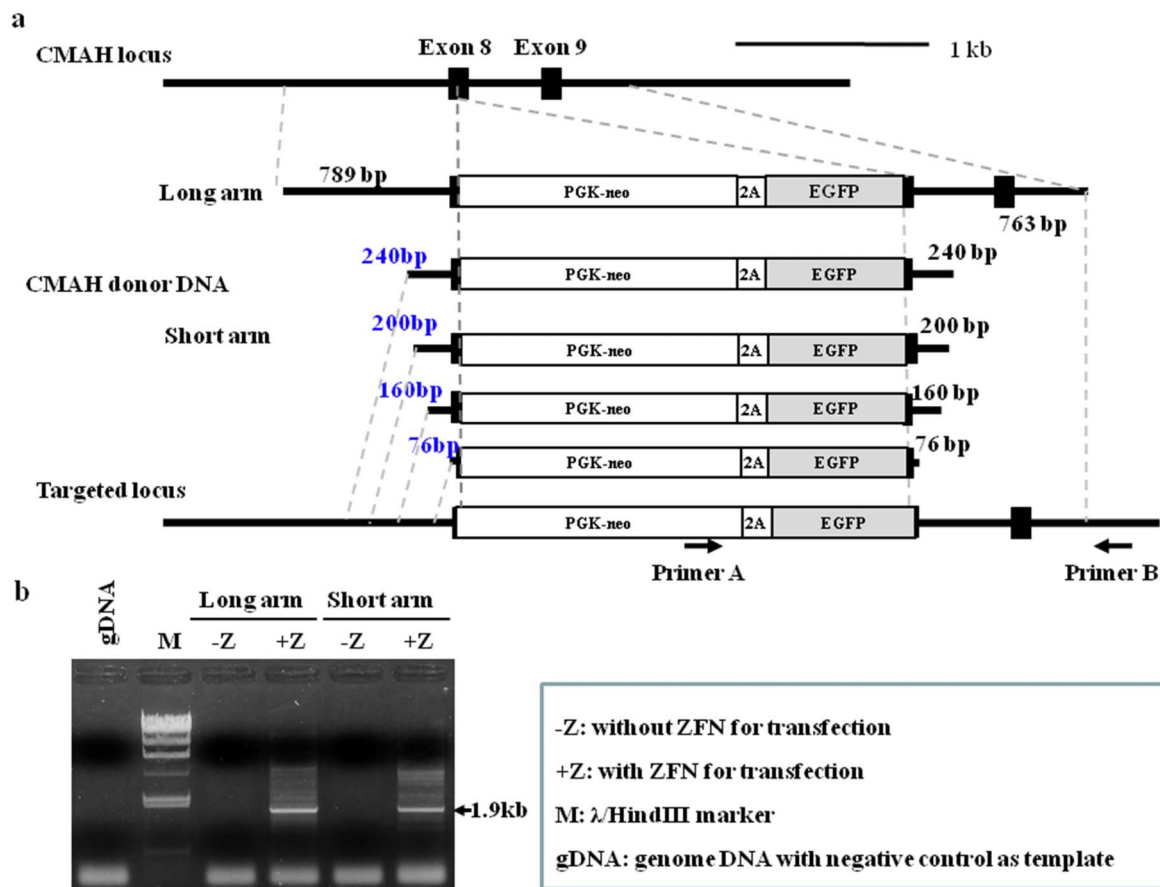 a
Exon 8 Exon 9
1 kb
CMAH locus
789 bp
Long arm
PGK-neo 2A EGFP
763 bp
240bp
240 bp
PGK-neo 2A EGFP
CMAH donor DNA
200bp
200 bp
Short arm
PGK-neo 2A EGFP
160bp
160 bp
PGK-neo 2A EGFP
76bp
76 bp
PGK-neo 2A EGFP
Targeted locus
PGK-neo 2A EGFP
Primer A
Primer B
b
gDNA
Long arm Short arm
M -Z +Z -Z +Z
1.9kb
-Z: without ZFN for transfection
+Z: with ZFN for transfection
M: λ/HindIII marker
gDNA: genome DNA with negative control as template